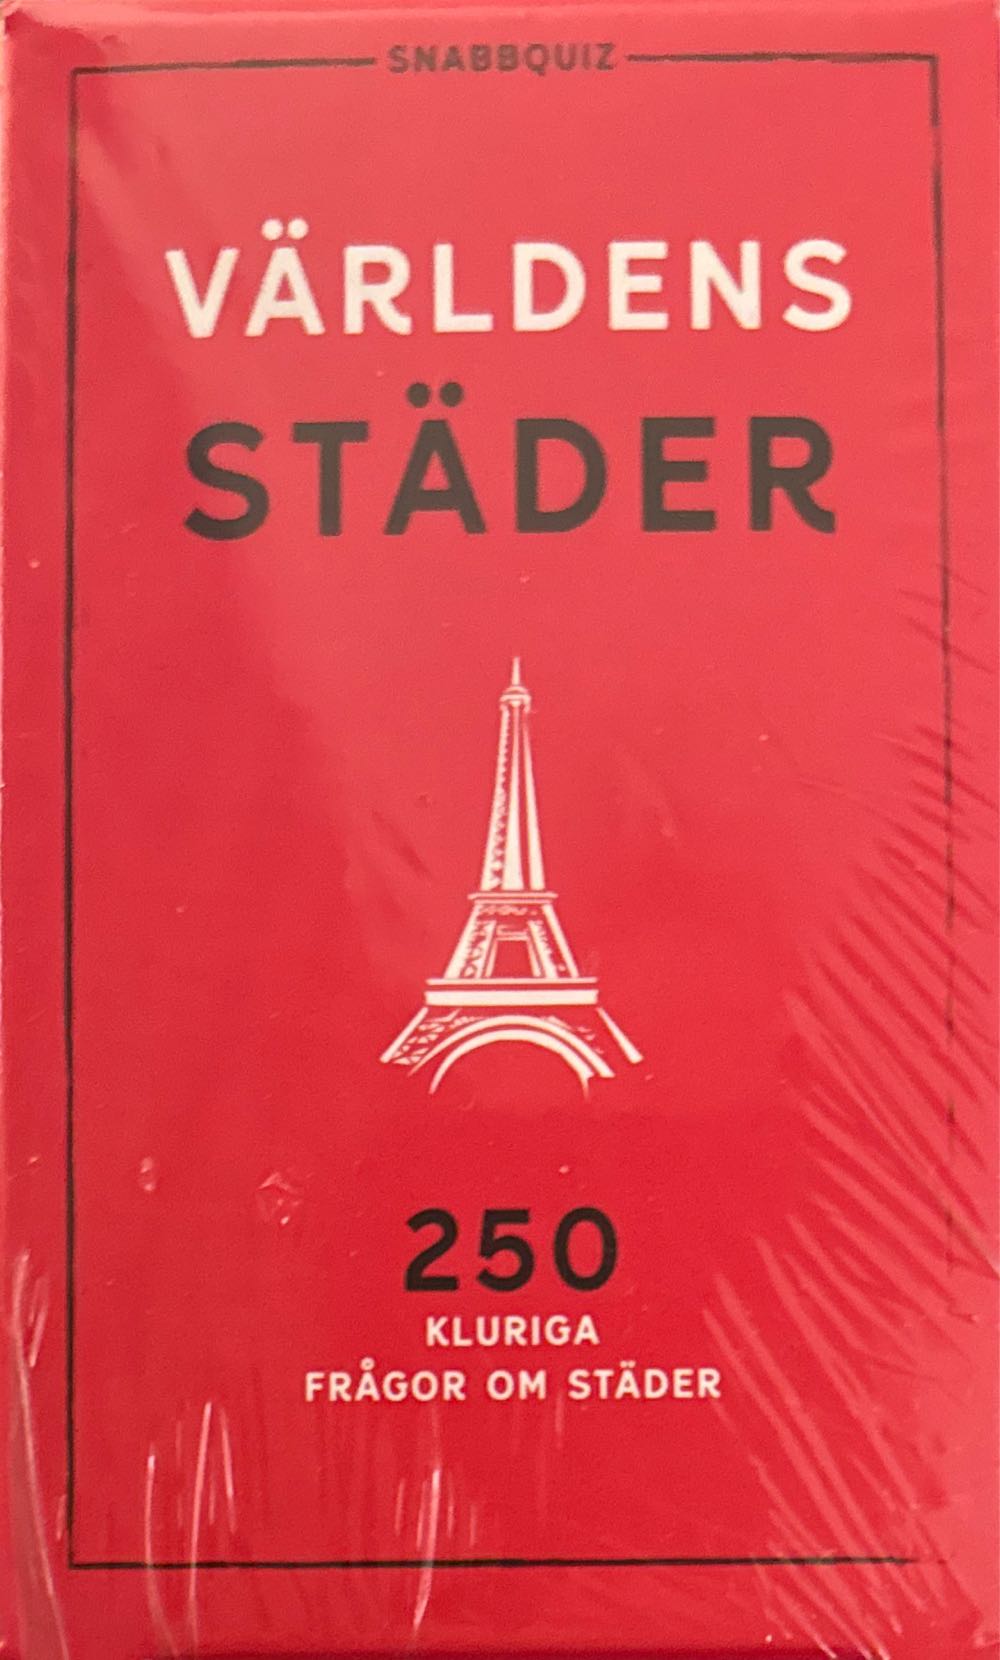 SNABBQUIZ
VÄRLDENS
STÄDER
250
KLURIGA
FRÅGOR OM STÄDER